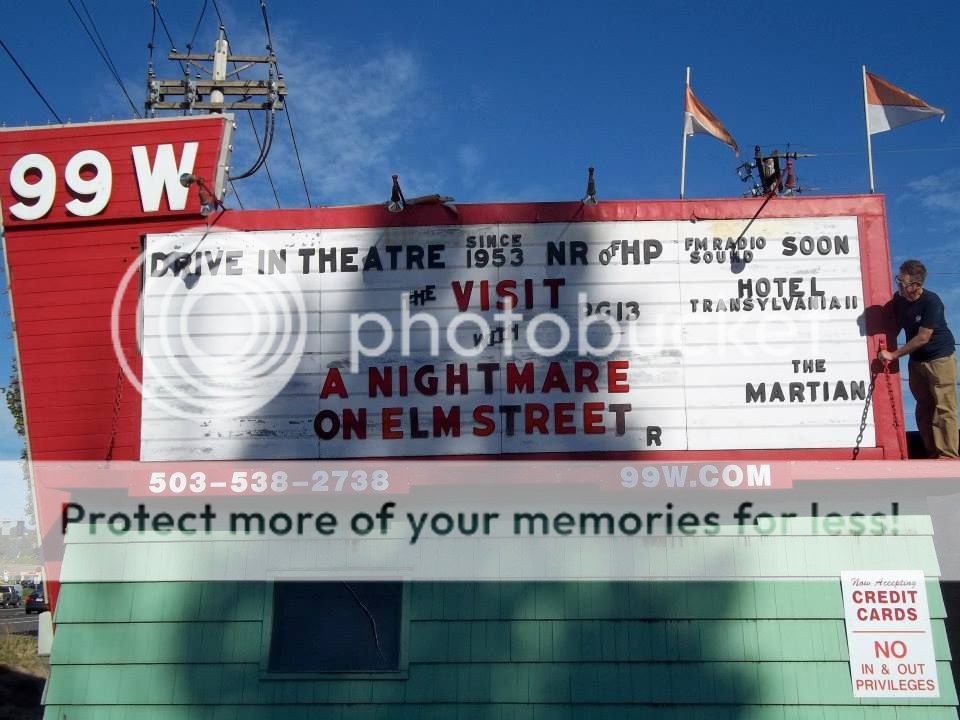 99 W
DRIVE IN THEATRE SINCE 1953 NR OF HP FM RADIO SOUND SOON
THE VISIT PG13 HOTEL TRANSYLVANIA II
WITH
A NIGHTMARE THE
ON ELM STREET R MARTIAN
503-538-2738 99W.COM
photobucket
Protect more of your memories for less!
Now Accepting
CREDIT
CARDS
NO
IN & OUT
PRIVILEGES